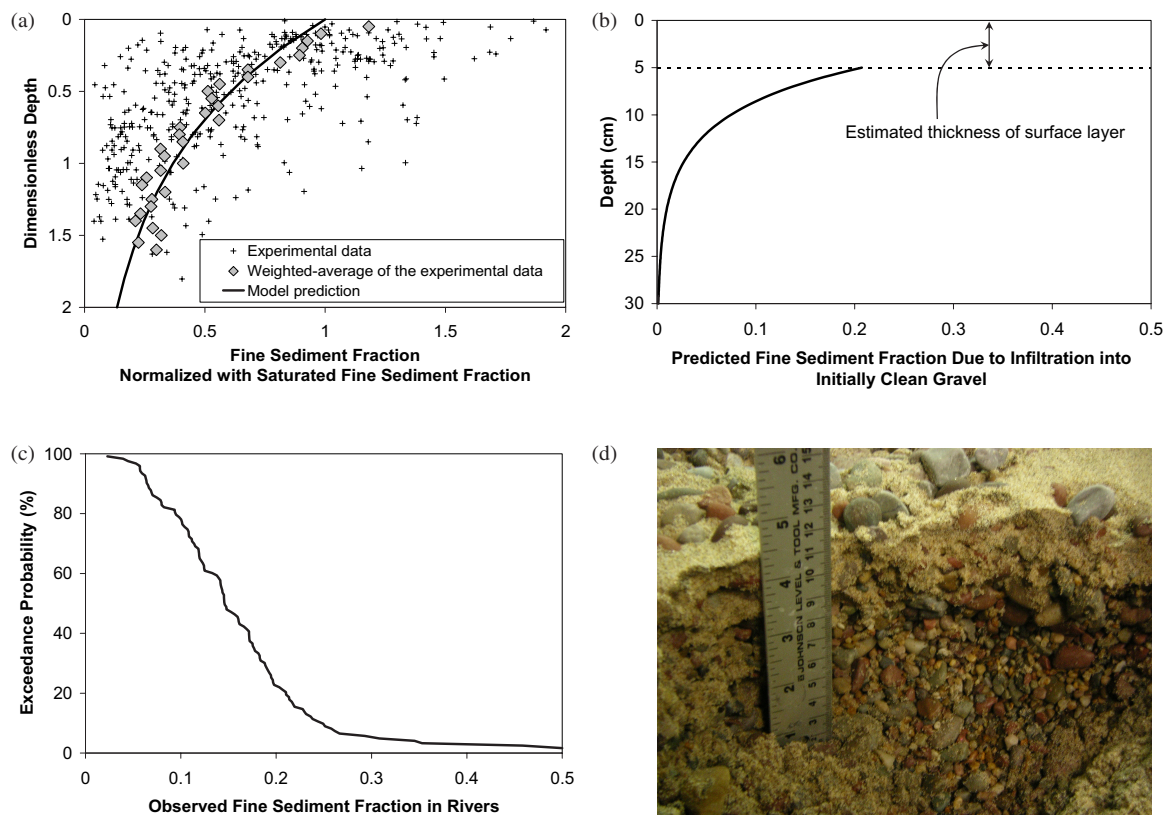 (a)
0
0.5
1
1.5
2
Dimensionless Depth
Experimental data
Weighted-average of the experimental data
Model prediction
0 0.5 1 1.5 2
Fine Sediment Fraction
Normalized with Saturated Fine Sediment Fraction
(b)
0
5
10
15
20
25
30
Depth (cm)
Estimated thickness of surface layer
0 0.1 0.2 0.3 0.4 0.5
Predicted Fine Sediment Fraction Due to Infiltration into
Initially Clean Gravel
(c)
100
80
60
40
20
0
Exceedance Probability (%)
0 0.1 0.2 0.3 0.4 0.5
Observed Fine Sediment Fraction in Rivers
(d)
6
5
4
3
2
1
JOHNSON LEVEL & TOOL MFG. CO.
15
14
13
12
11
10
9
8
7
6
5
4
3